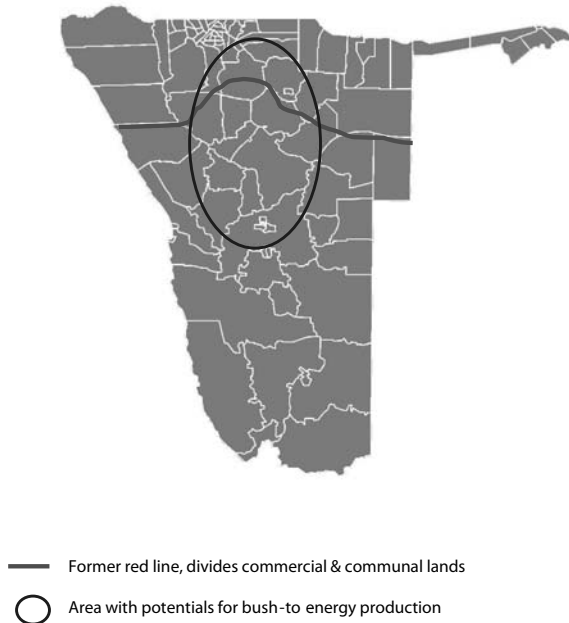 Former red line, divides commercial & communal lands
Area with potentials for bush-to energy production